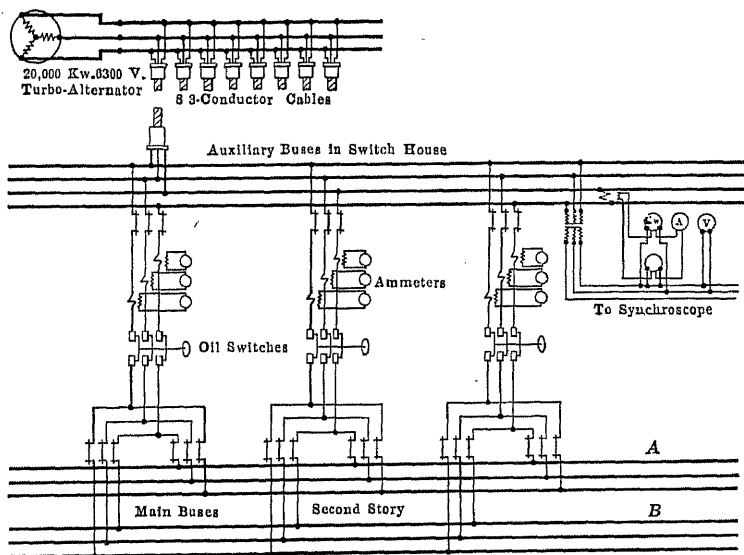 20,000 Kw. 6300 V.
Turbo-Alternator
8 3-Conductor Cables
Auxiliary Buses in Switch House
A
V
Ammeters
To Synchroscope
Oil Switches
A
Main Buses
Second Story
B